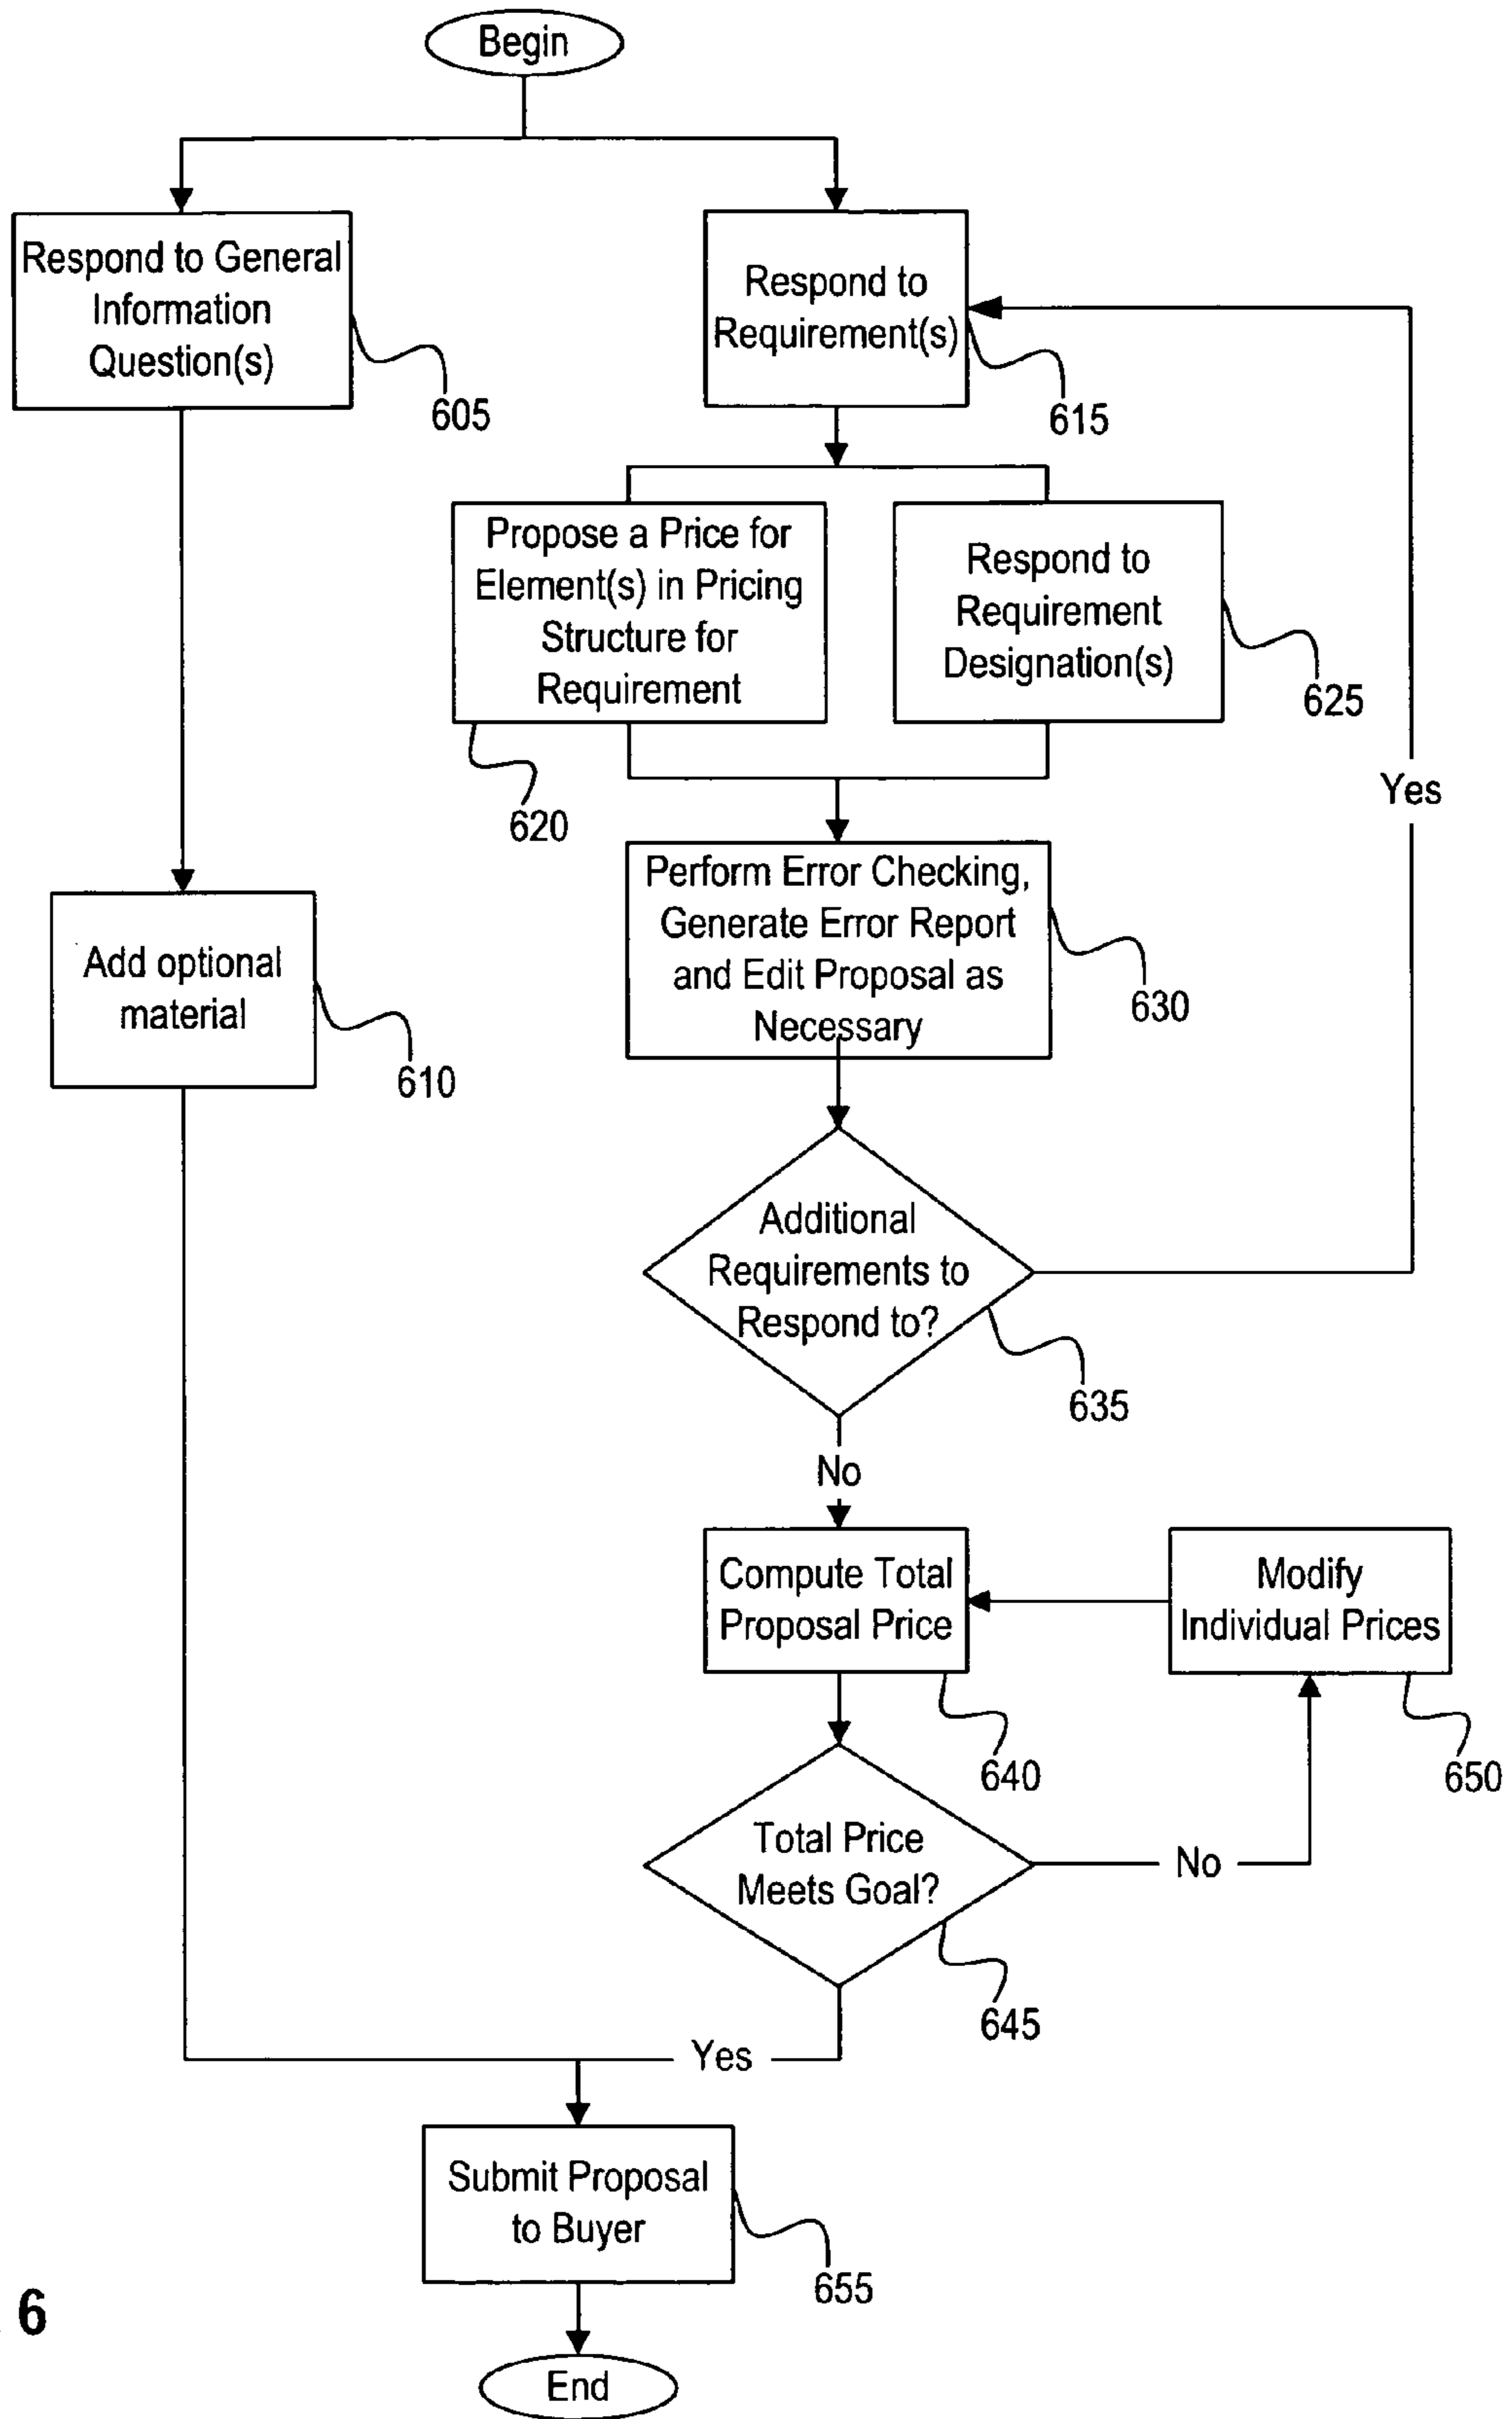 Begin
Respond to General
Information
Question(s)
605
Respond to
Requirement(s)
615
Propose a Price for
Element(s) in Pricing
Structure for
Requirement
620
Respond to
Requirement
Designation(s)
625
Yes
Perform Error Checking,
Generate Error Report
and Edit Proposal as
Necessary
630
Add optional
material
610
Additional
Requirements to
Respond to?
635
No
Compute Total
Proposal Price
640
Modify
Individual Prices
650
Total Price
Meets Goal?
645
No
Yes
Submit Proposal
to Buyer
655
6
End